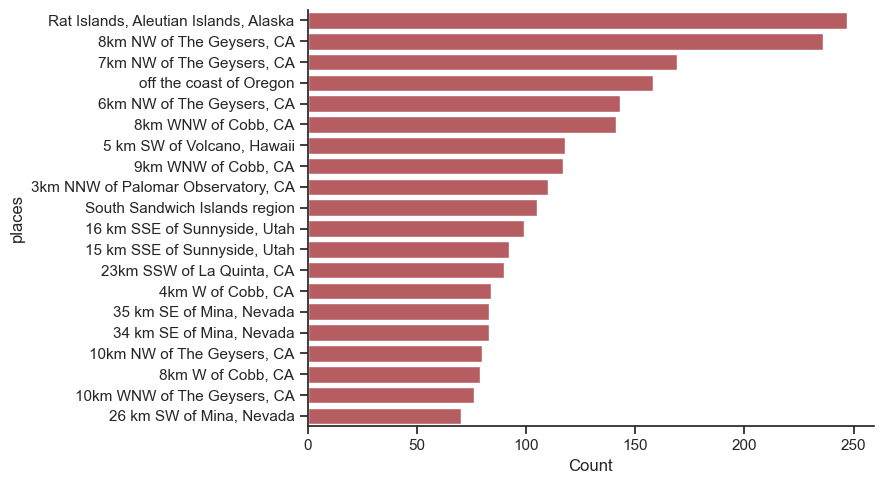 Rat Islands, Aleutian Islands, Alaska
8km NW of The Geysers, CA
7km NW of The Geysers, CA
off the coast of Oregon
6km NW of The Geysers, CA
8km WNW of Cobb, CA
5 km SW of Volcano, Hawaii
9km WNW of Cobb, CA
3km NNW of Palomar Observatory, CA
South Sandwich Islands region
16 km SSE of Sunnyside, Utah
15 km SSE of Sunnyside, Utah
23km SSW of La Quinta, CA
4km W of Cobb, CA
35 km SE of Mina, Nevada
34 km SE of Mina, Nevada
10km NW of The Geysers, CA
8km W of Cobb, CA
10km WNW of The Geysers, CA
26 km SW of Mina, Nevada
places
0 50 100 150 200 250
Count